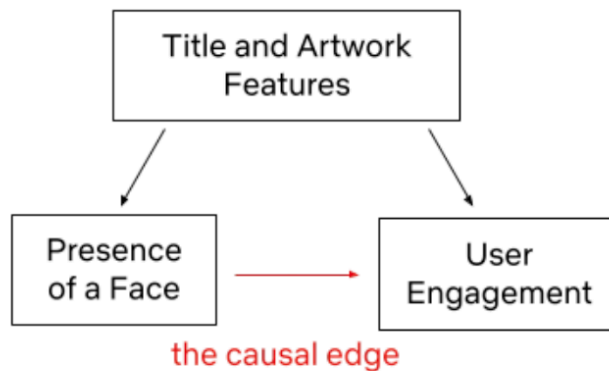 Title and Artwork
Features
Presence
of a Face
User
Engagement
the causal edge